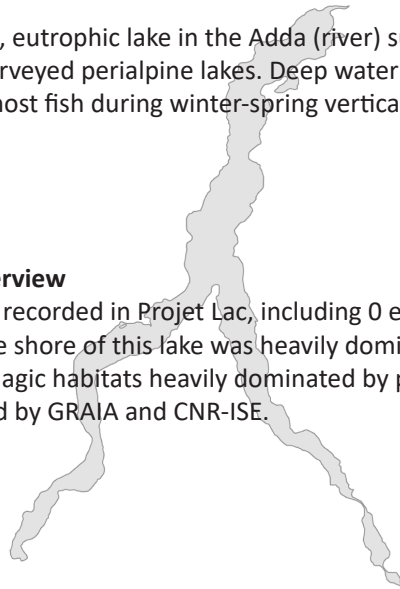 , eutrophic lake in the Adda (river) su
rveyed perialpine lakes. Deep water
nost fish during winter-spring vertica
erview
recorded in Projet Lac, including 0 e
e shore of this lake was heavily domi
agic habitats heavily dominated by p
d by GRAIA and CNR-ISE.